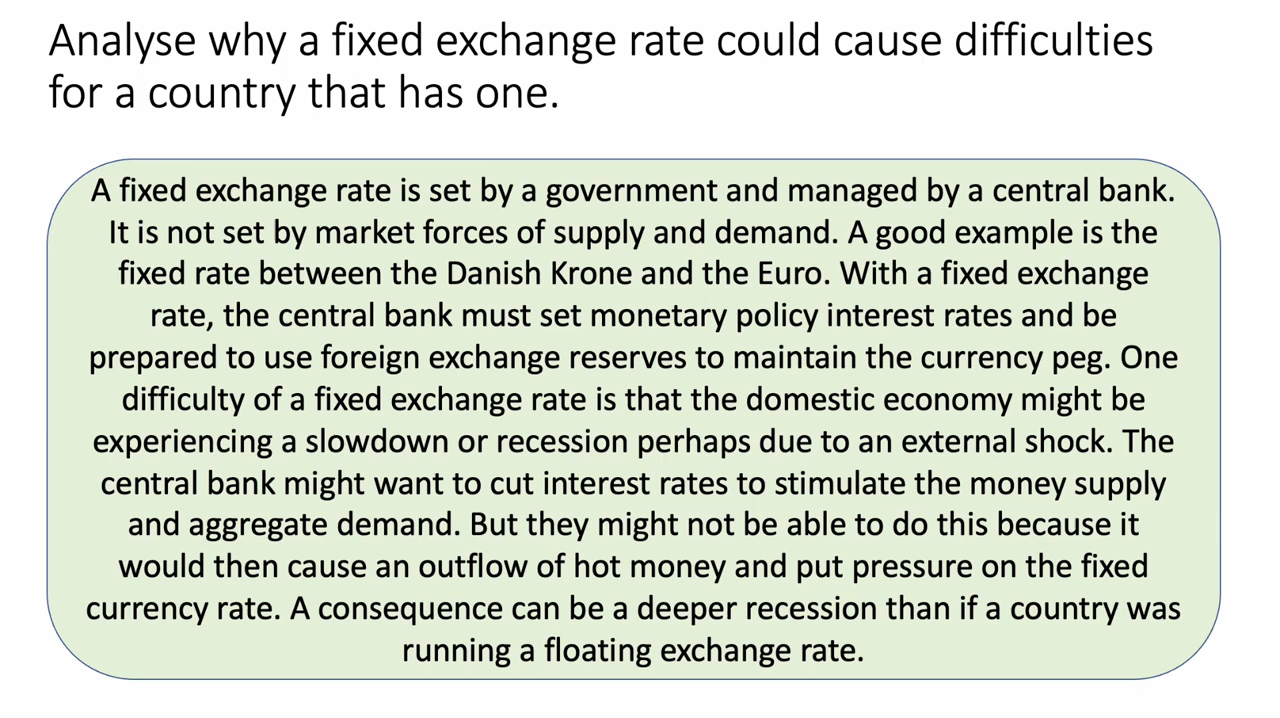 Analyse why a fixed exchange rate could cause difficulties
for a country that has one.
A fixed exchange rate is set by a government and managed by a central bank.
It is not set by market forces of supply and demand. A good example is the
fixed rate between the Danish Krone and the Euro. With a fixed exchange
rate, the central bank must set monetary policy interest rates and be
prepared to use foreign exchange reserves to maintain the currency peg. One
difficulty of a fixed exchange rate is that the domestic economy might be
experiencing a slowdown or recession perhaps due to an external shock. The
central bank might want to cut interest rates to stimulate the money supply
and aggregate demand. But they might not be able to do this because it
would then cause an outflow of hot money and put pressure on the fixed
currency rate. A consequence can be a deeper recession than if a country was
running a floating exchange rate.